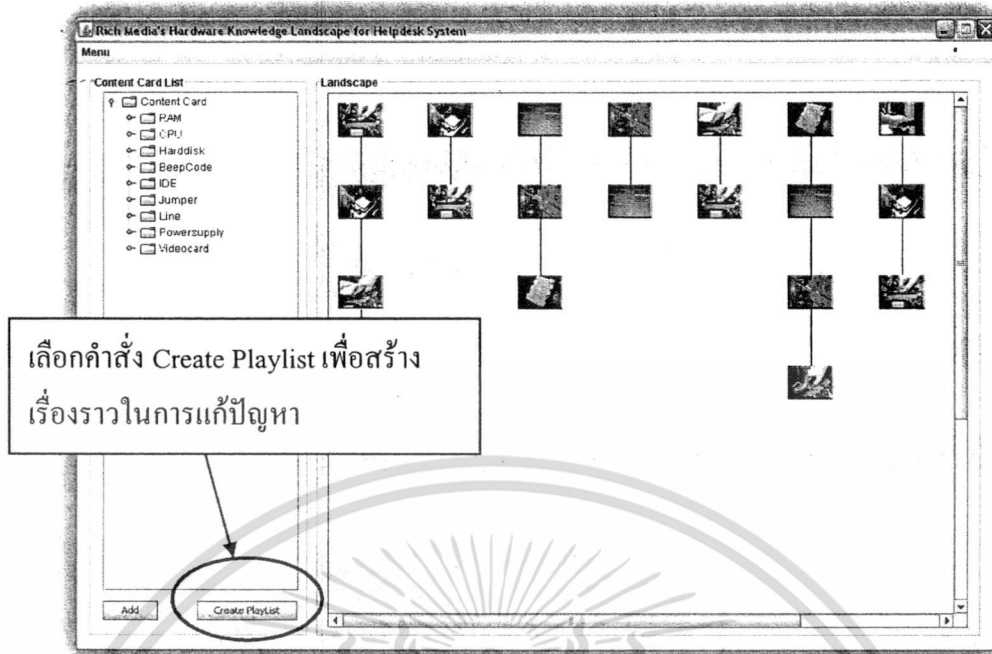 Rich Media's Hardware Knowledge Landscape for Helpdesk System
Menu
Content Card List
Content Card
RAM
CPU
Harddisk
BeepCode
IDE
Jumper
Line
Powersupply
Videocard
Landscape
เลือกคำสั่ง Create Playlist เพื่อสร้าง
เรื่องราวในการแก้ปัญหา
Add
Create PlayList